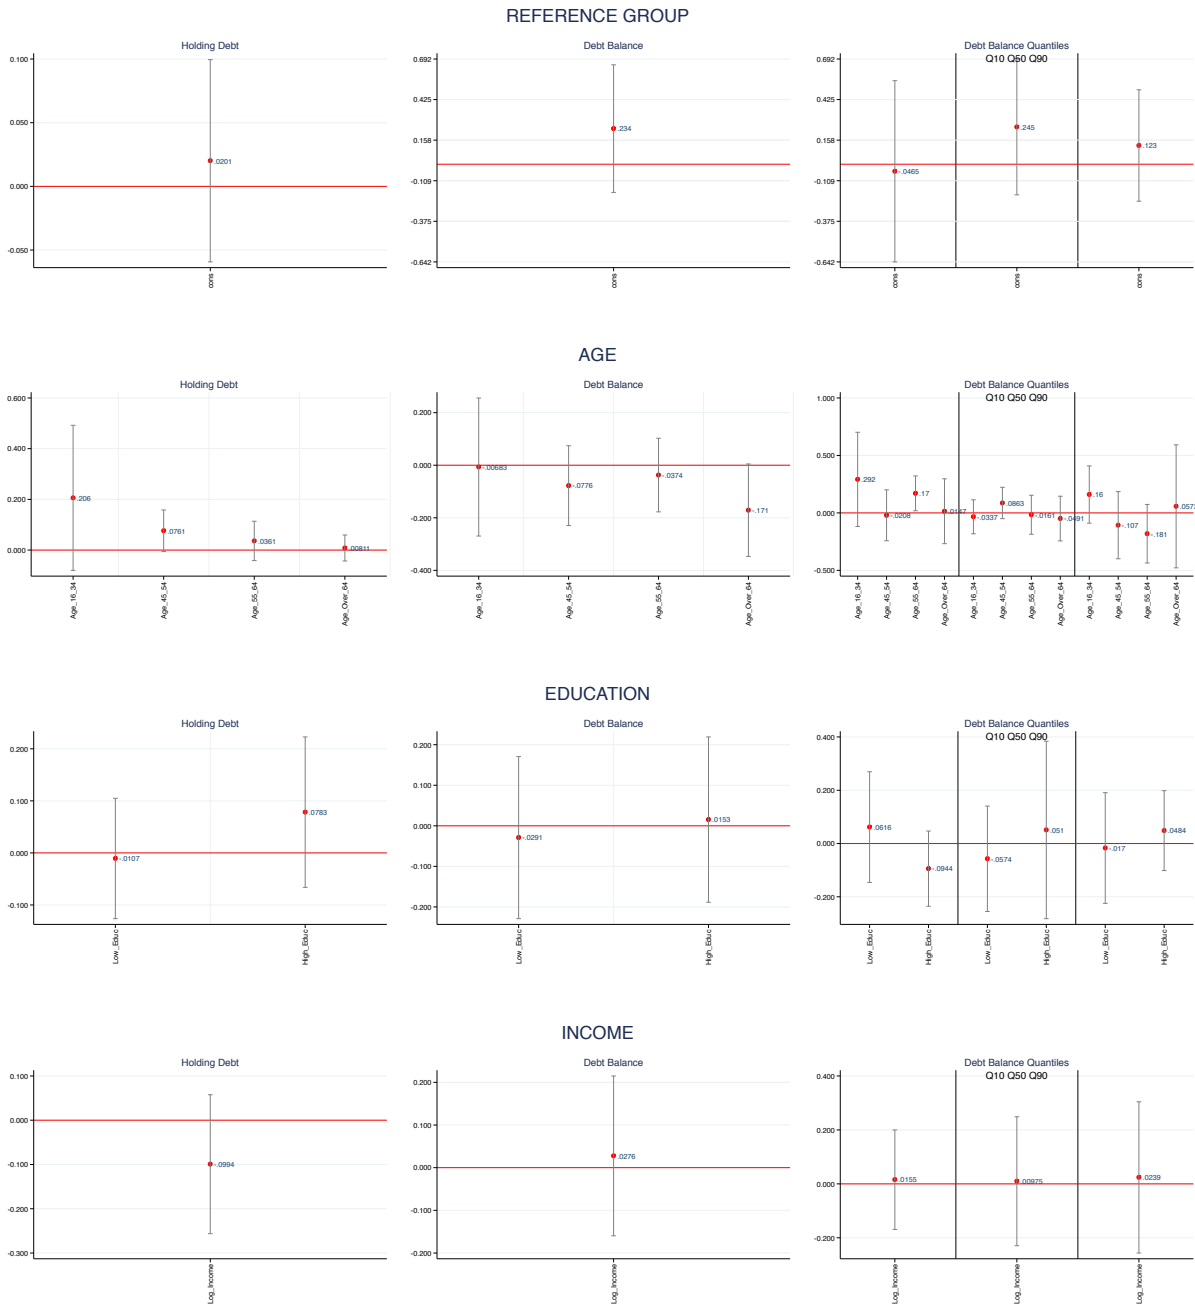 REFERENCE GROUP
Holding Debt
0.100
0.050
0.000
-0.050
.0201
cons
Debt Balance
0.692
0.425
0.158
-0.109
-0.375
-0.642
.234
cons
Debt Balance Quantiles
Q10 Q50 Q90
0.692
0.425
0.158
-0.109
-0.375
-0.642
-.0465
.245
.123
cons
cons
cons
AGE
Holding Debt
0.600
0.400
0.200
0.000
.206
.0761
.0361
.00811
Age_16_34
Age_45_54
Age_55_64
Age_Over_64
Debt Balance
0.200
0.000
-0.200
-0.400
-.00683
-.0776
-.0374
-.171
Age_16_34
Age_45_54
Age_55_64
Age_Over_64
Debt Balance Quantiles
Q10 Q50 Q90
1.000
0.500
0.000
-0.500
.292
-.0208
.17
.0147
-.0337
.0863
-.0161
-.0491
.16
-.107
-.181
Age_16_34
Age_45_54
Age_55_64
Age_Over_64
Age_16_34
Age_45_54
Age_55_64
Age_Over_64
Age_16_34
Age_45_54
Age_55_64
Age_Over_64
EDUCATION
Holding Debt
0.200
0.100
0.000
-0.100
-.0107
.0783
Low_Educ
High_Educ
Debt Balance
0.200
0.100
0.000
-0.100
-0.200
-.0291
.0153
Low_Educ
High_Educ
Debt Balance Quantiles
Q10 Q50 Q90
0.400
0.200
0.000
-0.200
.0616
-.0944
-.0574
.051
-.017
.0484
Low_Educ
High_Educ
Low_Educ
High_Educ
Low_Educ
High_Educ
INCOME
Holding Debt
0.100
0.000
-0.100
-0.200
-0.300
-.0994
Log_Income
Debt Balance
0.200
0.100
0.000
-0.100
-0.200
.0276
Log_Income
Debt Balance Quantiles
Q10 Q50 Q90
0.400
0.200
0.000
-0.200
.0155
.00975
.0239
Log_Income
Log_Income
Log_Income